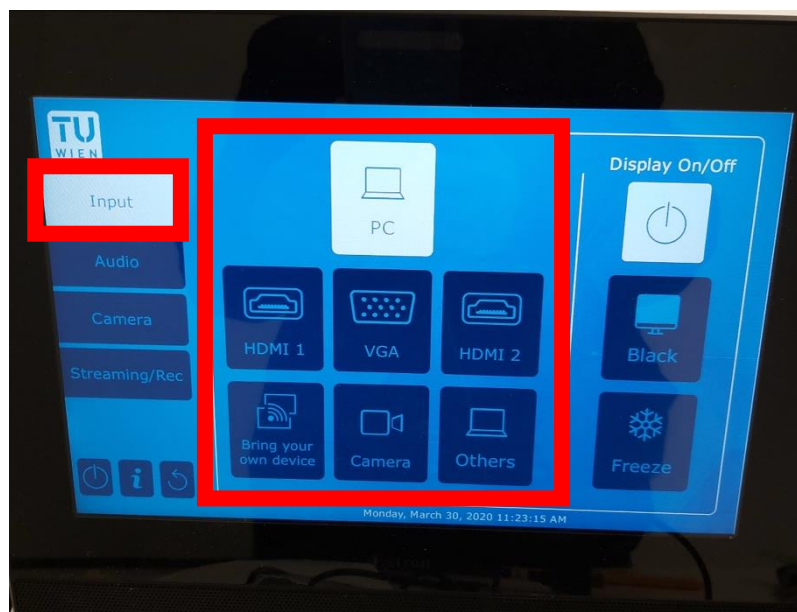 TU
WIEN
Input
Audio
Camera
Streaming/Rec
i
PC
HDMI 1
VGA
HDMI 2
Bring your
own device
Camera
Others
Display On/Off
Black
Freeze
Monday, March 30, 2020 11:23:15 AM